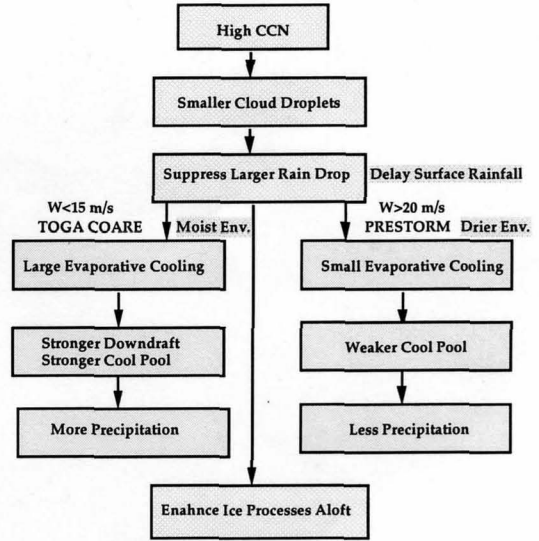 High CCN
Smaller Cloud Droplets
Suppress Larger Rain Drop
Delay Surface Rainfall
W<15 m/s
TOGA COARE
Moist Env.
W>20 m/s
PRESTORM
Drier Env.
Large Evaporative Cooling
Small Evaporative Cooling
Stronger Downdraft
Stronger Cool Pool
Weaker Cool Pool
More Precipitation
Less Precipitation
Enahnce Ice Processes Aloft